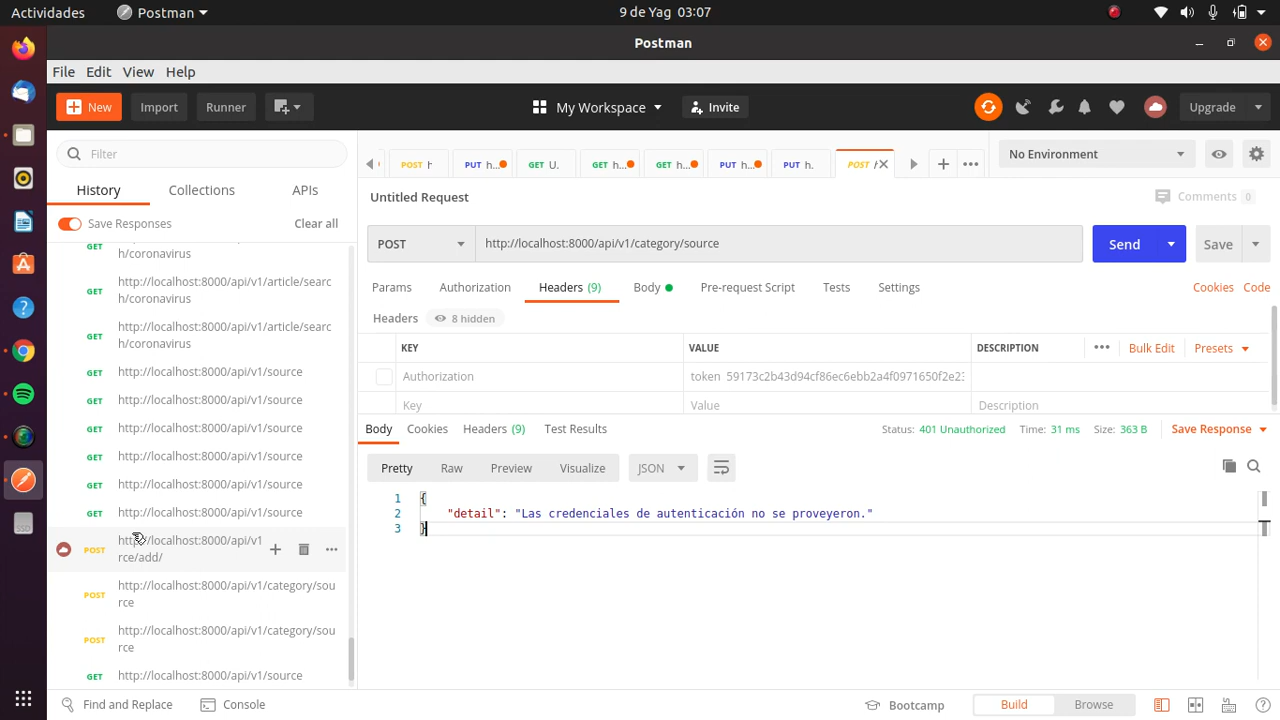 Actividades
Postman
9 de Yag 03:07
Postman
File Edit View Help
New
Import
Runner
My Workspace
Invite
Upgrade
Filter
History
Collections
APIs
Save Responses
Clear all
GET
h/coronavirus
GET
http://localhost:8000/api/v1/article/searc
h/coronavirus
GET
http://localhost:8000/api/v1/article/searc
h/coronavirus
GET http://localhost:8000/api/v1/source
GET http://localhost:8000/api/v1/source
GET http://localhost:8000/api/v1/source
GET http://localhost:8000/api/v1/source
GET http://localhost:8000/api/v1/source
GET http://localhost:8000/api/v1/source
POST
http://localhost:8000/api/v1
rce/add/
POST
http://localhost:8000/api/v1/category/sou
rce
POST
http://localhost:8000/api/v1/category/sou
rce
GET http://localhost:8000/api/v1/source
POST h
PUT h...
GET U.
GET h...
GET h...
PUT h...
PUT h.
POST
No Environment
Untitled Request
Comments 0
POST
http://localhost:8000/api/v1/category/source
Send
Save
Params
Authorization
Headers (9)
Body
Pre-request Script
Tests
Settings
Cookies
Code
Headers
8 hidden
KEY
VALUE
DESCRIPTION
Bulk Edit
Presets
Authorization
token 59173c2b43d94cf86ec6ebb2a4f0971650f2e23
Key
Value
Description
Body
Cookies
Headers (9)
Test Results
Status: 401 Unauthorized
Time: 31 ms
Size: 363 B
Save Response
Pretty
Raw
Preview
Visualize
JSON
1 {
2 "detail": "Las credenciales de autenticación no se proveyeron."
3 }
SSD
Find and Replace
Console
Bootcamp
Build
Browse